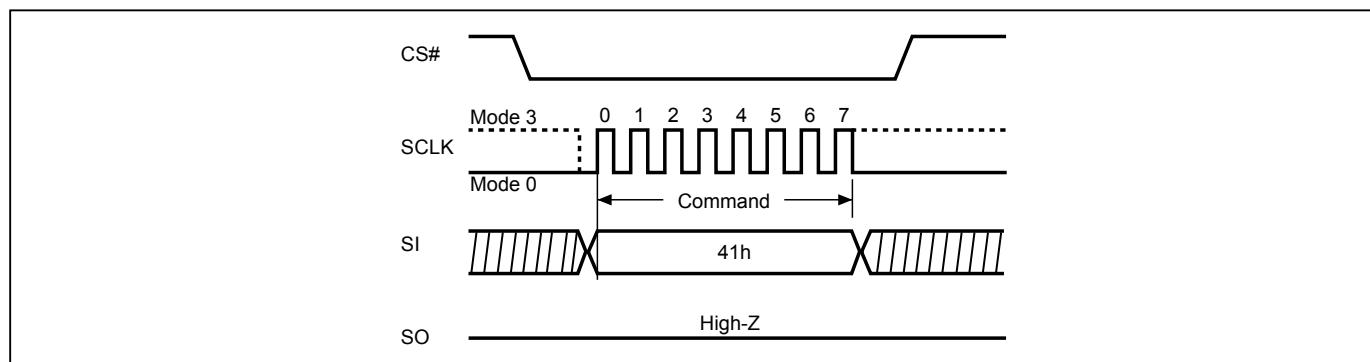 CS#
Mode 3 0 1 2 3 4 5 6 7
SCLK
Mode 0
Command
SI
41h
High-Z
SO